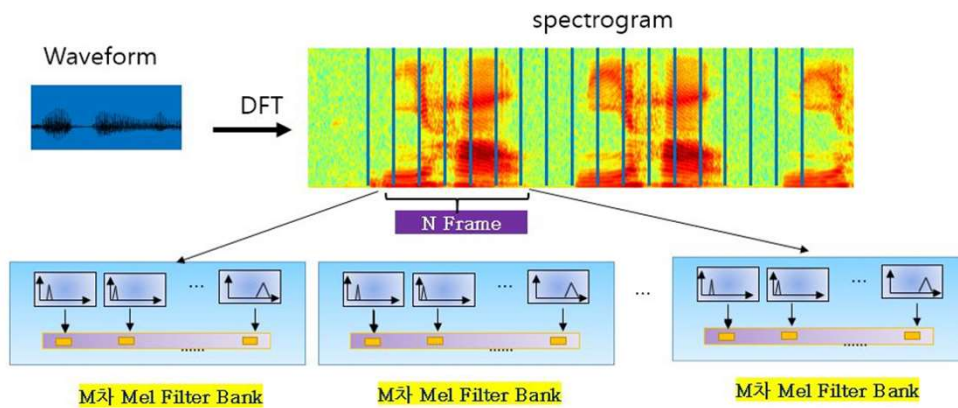 spectrogram
Waveform
DFT
N Frame
...
...
...
...
......
......
......
M차 Mel Filter Bank
M차 Mel Filter Bank
M차 Mel Filter Bank